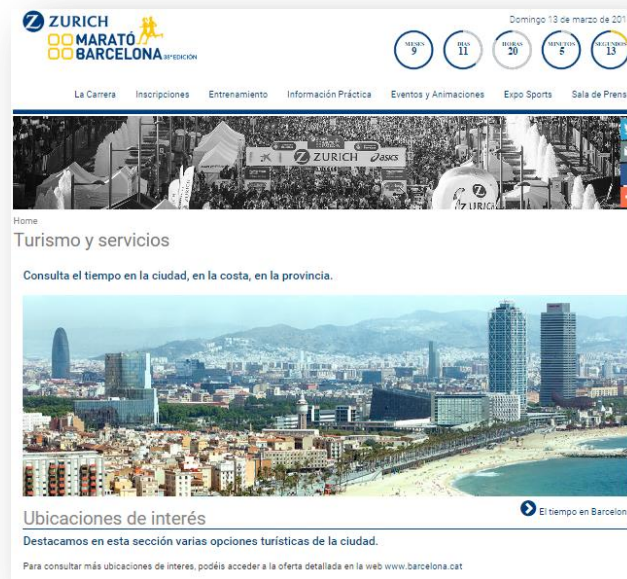 ZURICH
MARATÓ
BARCELONA
EDICIÓN
Domingo 13 de marzo de 201
MESES
9
DIAS
11
HORAS
20
MINUTOS
5
SEGUNDOS
13
La Carrera Inscripciones Entrenamiento Información Práctica Eventos y Animaciones Expo Sports Sala de Prens
ZURICH asics
ZURICH
Home
Turismo y servicios
Consulta el tiempo en la ciudad, en la costa, en la provincia.
El tiempo en Barcelon
Ubicaciones de interés
Destacamos en esta sección varias opciones turísticas de la ciudad.
Para consultar más ubicaciones de interes, podéis acceder a la oferta detallada en la web www.barcelona.cat